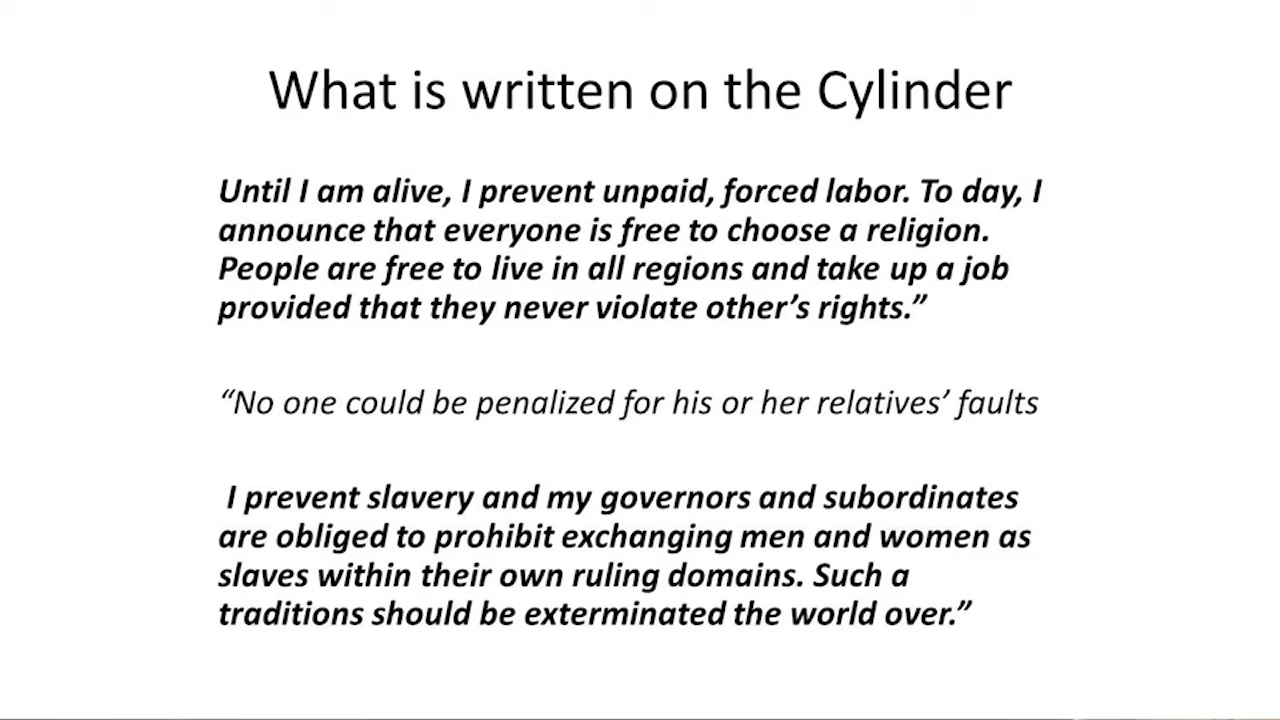 What is written on the Cylinder
Until I am alive, I prevent unpaid, forced labor. To day, I
announce that everyone is free to choose a religion.
People are free to live in all regions and take up a job
provided that they never violate other’s rights.”
“No one could be penalized for his or her relatives’ faults
I prevent slavery and my governors and subordinates
are obliged to prohibit exchanging men and women as
slaves within their own ruling domains. Such a
traditions should be exterminated the world over.”